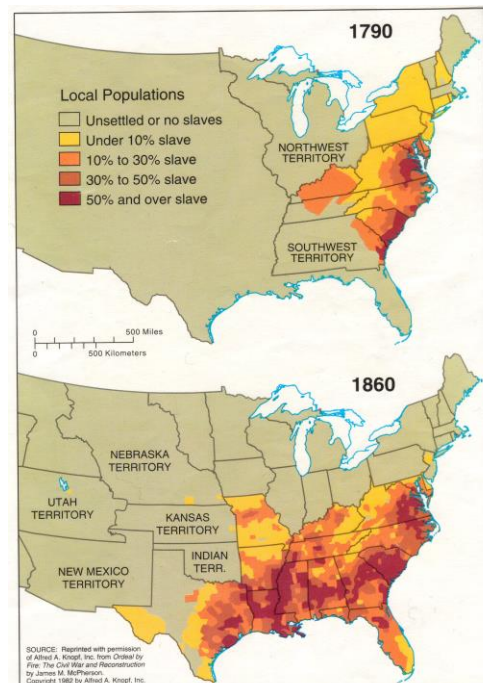 1790
Local Populations
Unsettled or no slaves
Under 10% slave
10% to 30% slave
30% to 50% slave
50% and over slave
NORTHWEST
TERRITORY
SOUTHWEST
TERRITORY
0 500 Miles
0 500 Kilometers
1860
NEBRASKA
TERRITORY
UTAH
TERRITORY
KANSAS
TERRITORY
INDIAN
TERR.
NEW MEXICO
TERRITORY
SOURCE: Reprinted with permission
of Alfred A. Knopf, Inc. from Ordeal by
Fire: The Civil War and Reconstruction
by James M. McPherson.
Copyright 1982 by Alfred A. Knopf, Inc.